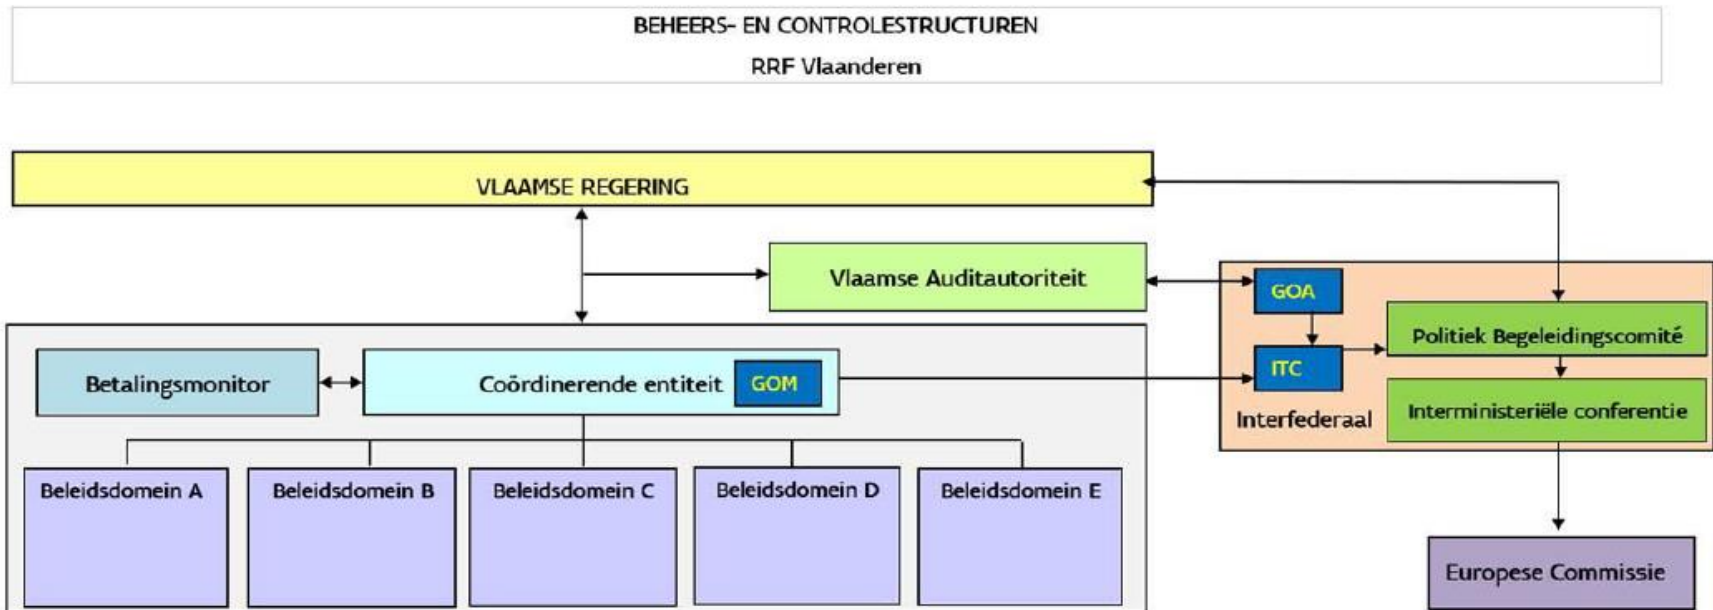 BEHEERS- EN CONTROLESTRUCTUREN
RRF Vlaanderen
VLAAMSE REGERING
Vlaamse Auditautoriteit
GOA
Politiek Begeleidingscomité
ITC
Interfederaal
Interministeriële conferentie
Betalingsmonitor
Coördinerende entiteit
GOM
Beleidsdomein A
Beleidsdomein B
Beleidsdomein C
Beleidsdomein D
Beleidsdomein E
Europese Commissie